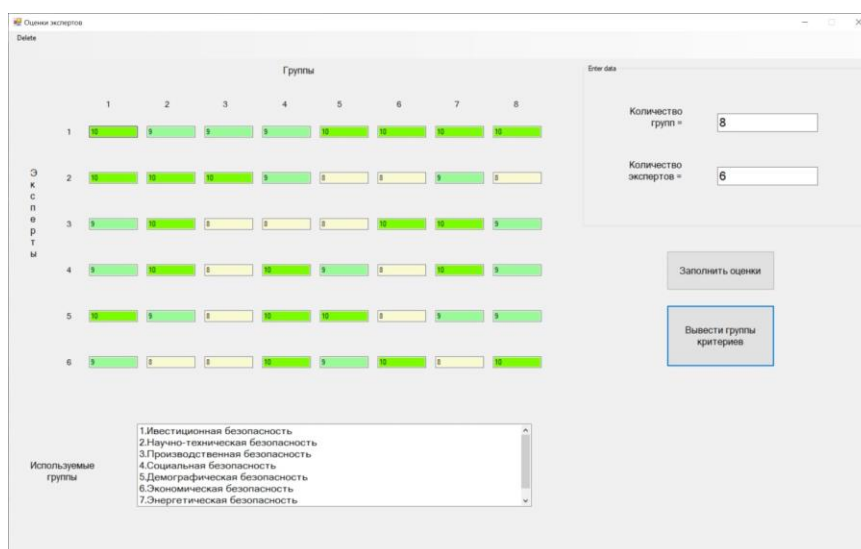 Оценки экспертов
Delete
Группы
1 2 3 4 5 6 7 8
1 10 9 9 9 10 10 10 10
2 10 10 10 9 8 8 9 8
3 9 10 8 8 8 10 10 9
4 9 10 8 10 9 8 10 9
5 10 9 8 10 10 8 9 9
6 9 8 8 10 9 10 8 10
Эксперты
Enter data
Количество
групп =
8
Количество
экспертов =
6
Заполнить оценки
Вывести группы
критериев
Используемые
группы
1.Ивестиционная безопасность
2.Научно-техническая безопасность
3.Производственная безопасность
4.Социальная безопасность
5.Демографическая безопасность
6.Экономическая безопасность
7.Энергетическая безопасность